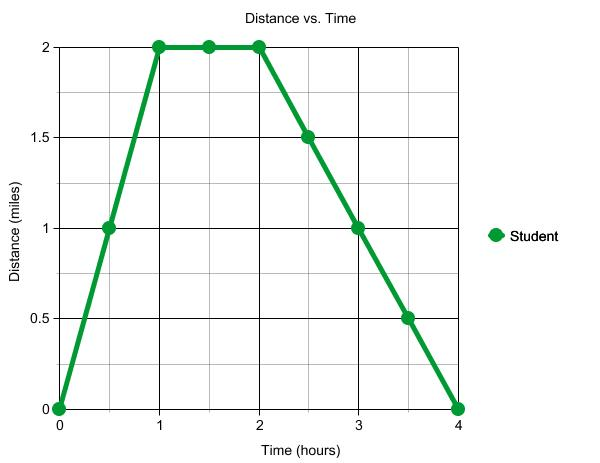 Distance vs. Time
2
1.5
1
0.5
0
0 1 2 3 4
Distance (miles)
Time (hours)
Student